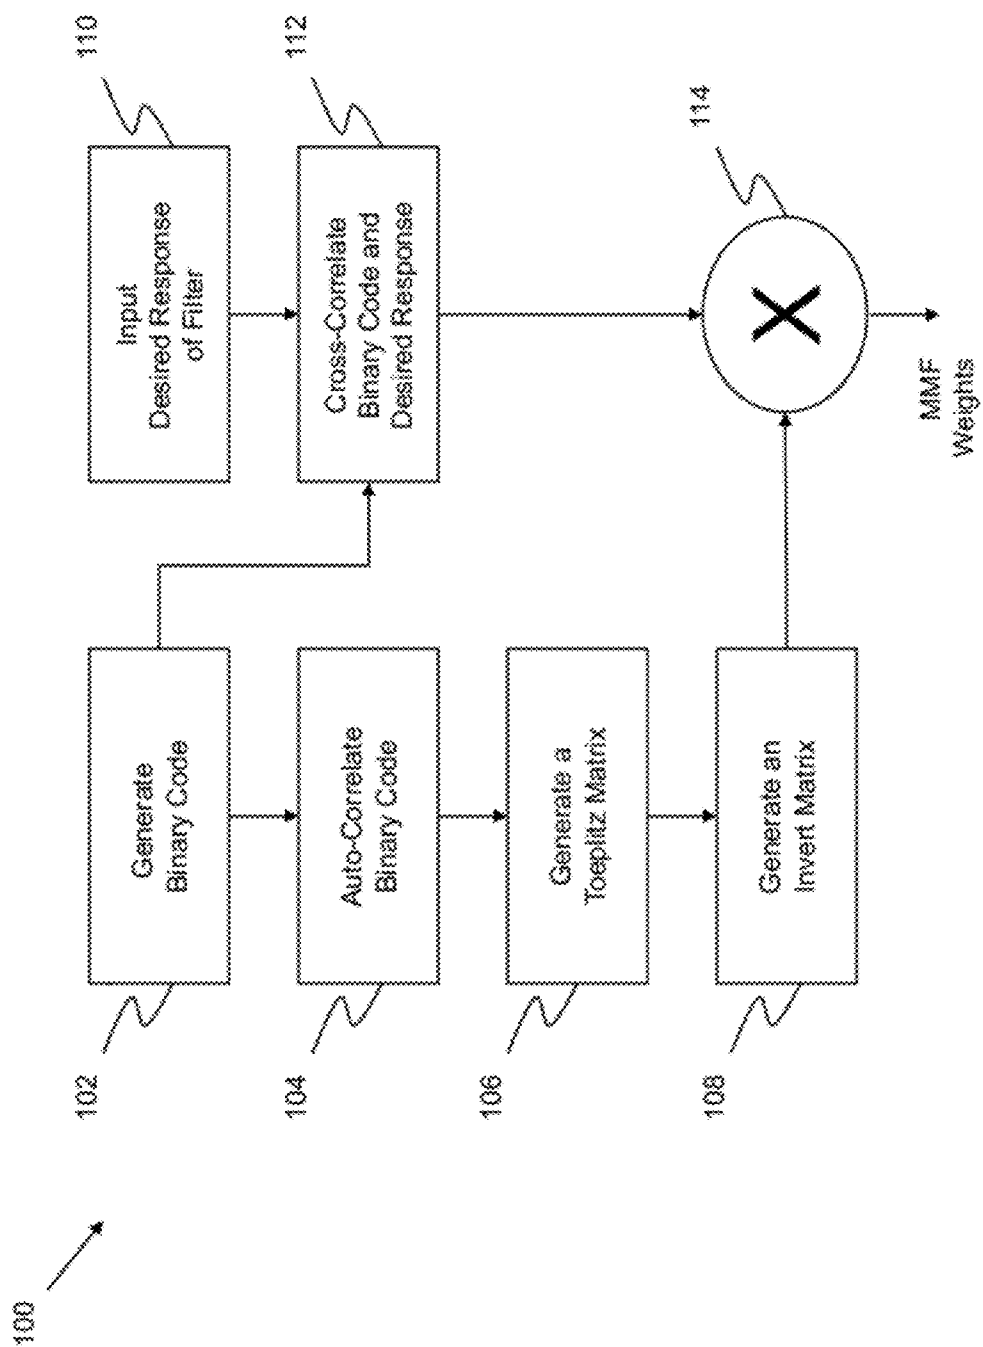 100
102
Generate
Binary Code
104
Auto-Correlate
Binary Code
106
Generate a
Toeplitz Matrix
108
Generate an
Invert Matrix
110
Input
Desired Response
of Filter
112
Cross-Correlate
Binary Code and
Desired Response
114
X
MMF
Weights